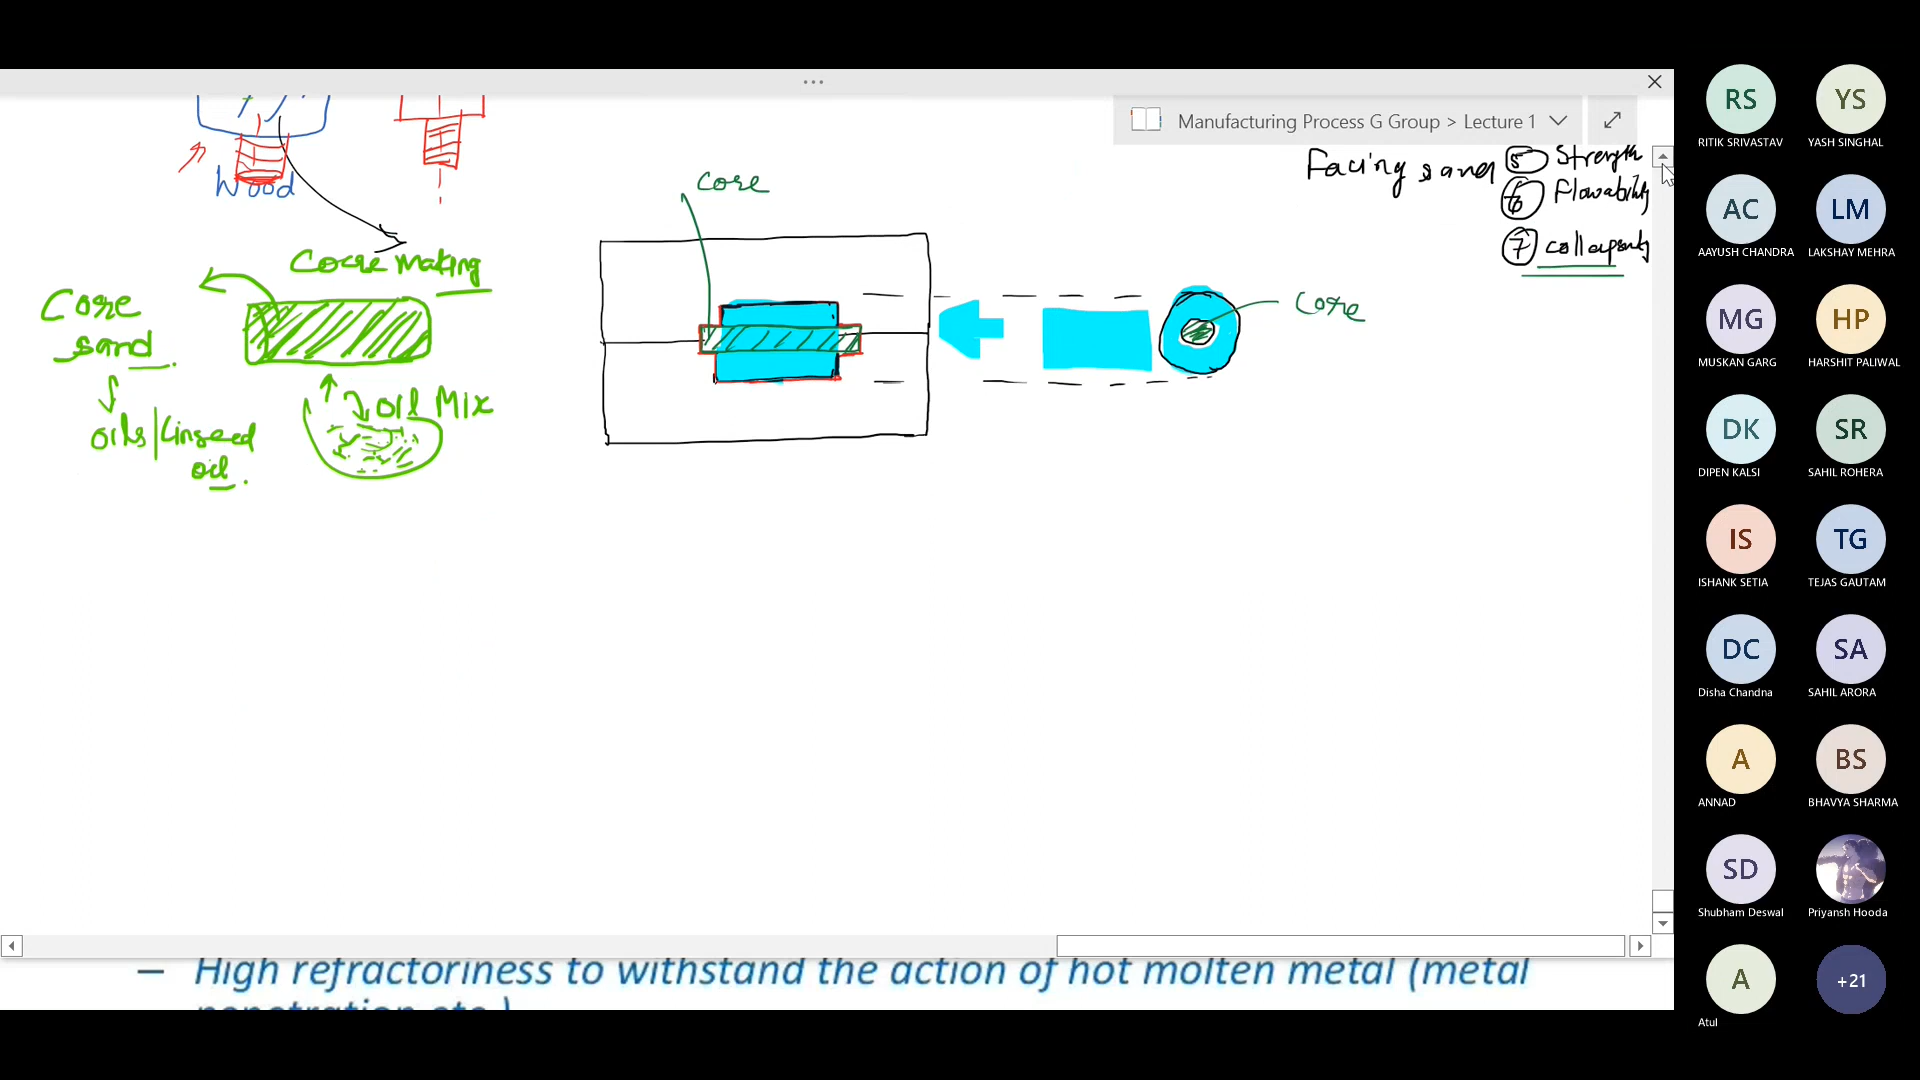 Manufacturing Process G Group > Lecture 1
Facing sand
5 Strength
6 Flowability
7 collapsity
Wood
core
Core making
Core
sand.
oils/Linseed
oil.
oil Mix
core
– High refractoriness to withstand the action of hot molten metal (metal
penetration etc.)
RS
RITIK SRIVASTAV
YS
YASH SINGHAL
AC
AAYUSH CHANDRA
LM
LAKSHAY MEHRA
MG
MUSKAN GARG
HP
HARSHIT PALIWAL
DK
DIPEN KALSI
SR
SAHIL ROHERA
IS
ISHANK SETIA
TG
TEJAS GAUTAM
DC
Disha Chandna
SA
SAHIL ARORA
A
ANNAD
BS
BHAVYA SHARMA
SD
Shubham Deswal
Priyansh Hooda
A
Atul
+21